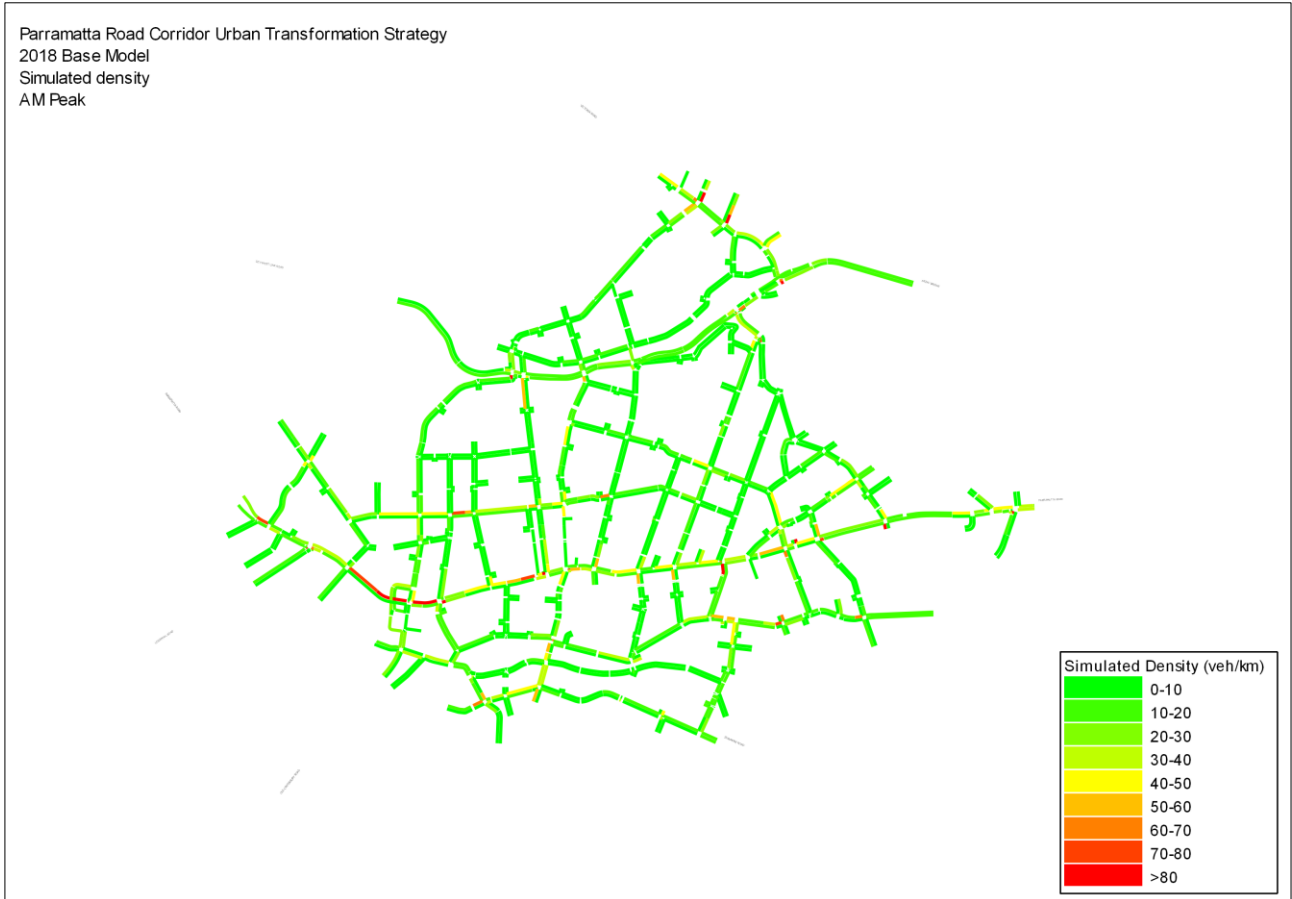 Parramatta Road Corridor Urban Transformation Strategy
2018 Base Model
Simulated density
AM Peak
Simulated Density (veh/km)
0-10
10-20
20-30
30-40
40-50
50-60
60-70
70-80
>80